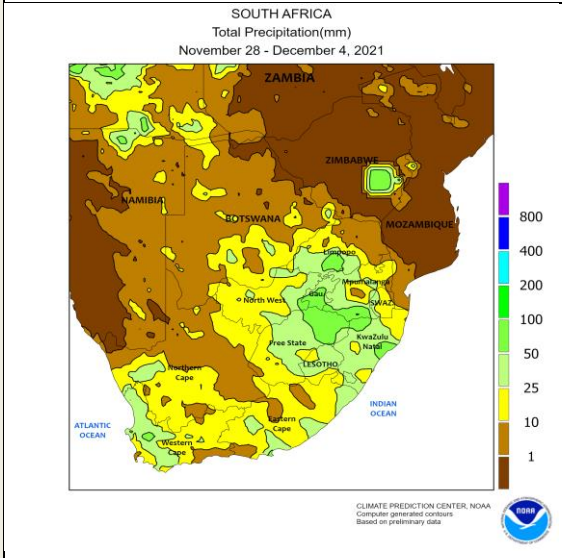 SOUTH AFRICA
Total Precipitation(mm)
November 28 - December 4, 2021
ZAMBIA
ZIMBABWE
NAMIBIA
BOTSWANA
MOZAMBIQUE
Limpopo
Mpumalanga
Gau
SWAZ.
North West
Free State
KwaZulu
Natal
LESOTHO
Northern
Cape
Eastern
Cape
Western
Cape
ATLANTIC
OCEAN
INDIAN
OCEAN
800
400
200
100
50
25
10
1
CLIMATE PREDICTION CENTER, NOAA
Computer generated contours
Based on preliminary data
NOAA